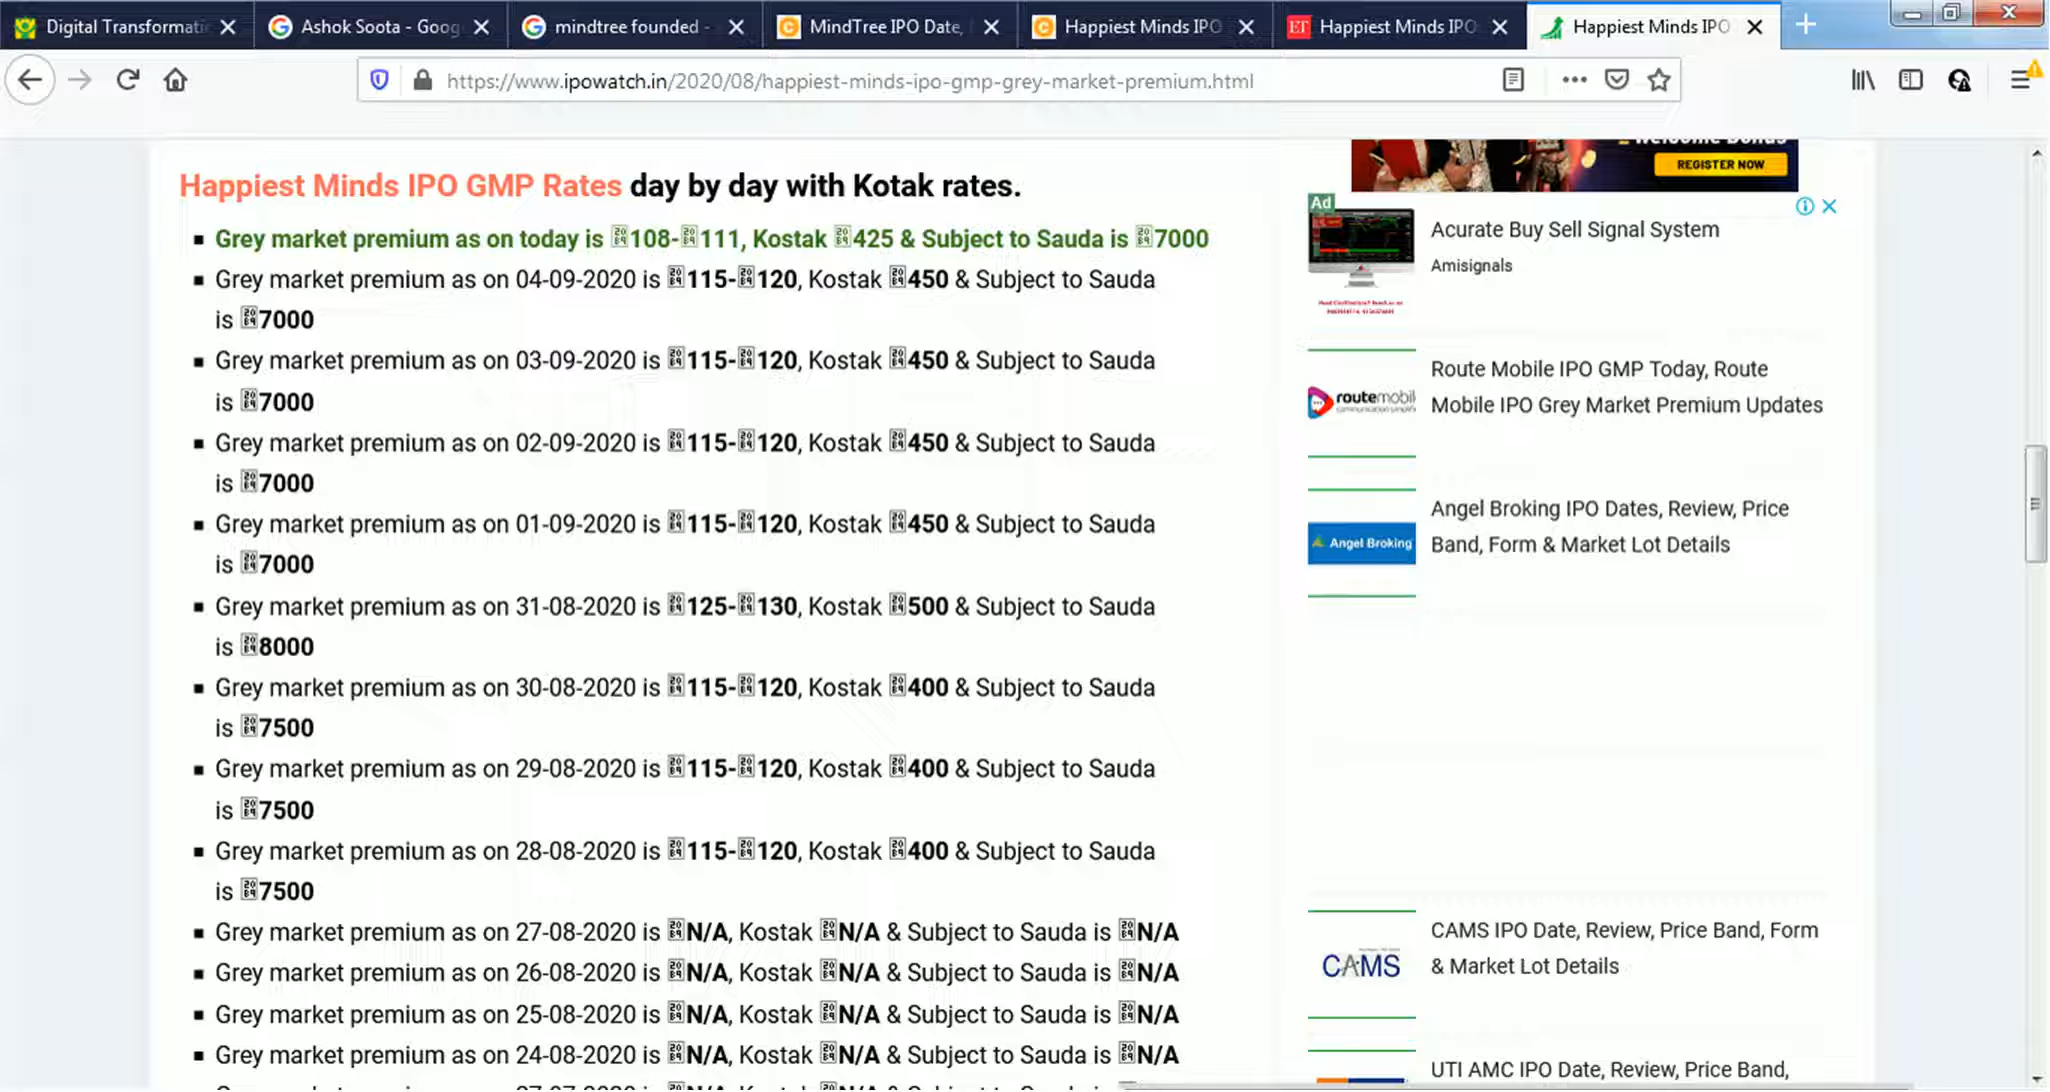 Digital Transformati
Ashok Soota - Goog
mindtree founded -
MindTree IPO Date,
Happiest Minds IPO
ET Happiest Minds IPO
Happiest Minds IPO
https://www.ipowatch.in/2020/08/happiest-minds-ipo-gmp-grey-market-premium.html
Happiest Minds IPO GMP Rates day by day with Kotak rates.
Grey market premium as on today is ₹108-₹111, Kostak ₹425 & Subject to Sauda is ₹7000
Grey market premium as on 04-09-2020 is ₹115-₹120, Kostak ₹450 & Subject to Sauda
is ₹7000
Grey market premium as on 03-09-2020 is ₹115-₹120, Kostak ₹450 & Subject to Sauda
is ₹7000
Grey market premium as on 02-09-2020 is ₹115-₹120, Kostak ₹450 & Subject to Sauda
is ₹7000
Grey market premium as on 01-09-2020 is ₹115-₹120, Kostak ₹450 & Subject to Sauda
is ₹7000
Grey market premium as on 31-08-2020 is ₹125-₹130, Kostak ₹500 & Subject to Sauda
is ₹8000
Grey market premium as on 30-08-2020 is ₹115-₹120, Kostak ₹400 & Subject to Sauda
is ₹7500
Grey market premium as on 29-08-2020 is ₹115-₹120, Kostak ₹400 & Subject to Sauda
is ₹7500
Grey market premium as on 28-08-2020 is ₹115-₹120, Kostak ₹400 & Subject to Sauda
is ₹7500
Grey market premium as on 27-08-2020 is ₹N/A, Kostak ₹N/A & Subject to Sauda is ₹N/A
Grey market premium as on 26-08-2020 is ₹N/A, Kostak ₹N/A & Subject to Sauda is ₹N/A
Grey market premium as on 25-08-2020 is ₹N/A, Kostak ₹N/A & Subject to Sauda is ₹N/A
Grey market premium as on 24-08-2020 is ₹N/A, Kostak ₹N/A & Subject to Sauda is ₹N/A
REGISTER NOW
Ad
Acurate Buy Sell Signal System
Amisignals
routemobil
Route Mobile IPO GMP Today, Route
Mobile IPO Grey Market Premium Updates
Angel Broking
Angel Broking IPO Dates, Review, Price
Band, Form & Market Lot Details
CAMS
CAMS IPO Date, Review, Price Band, Form
& Market Lot Details
UTI AMC IPO Date, Review, Price Band,